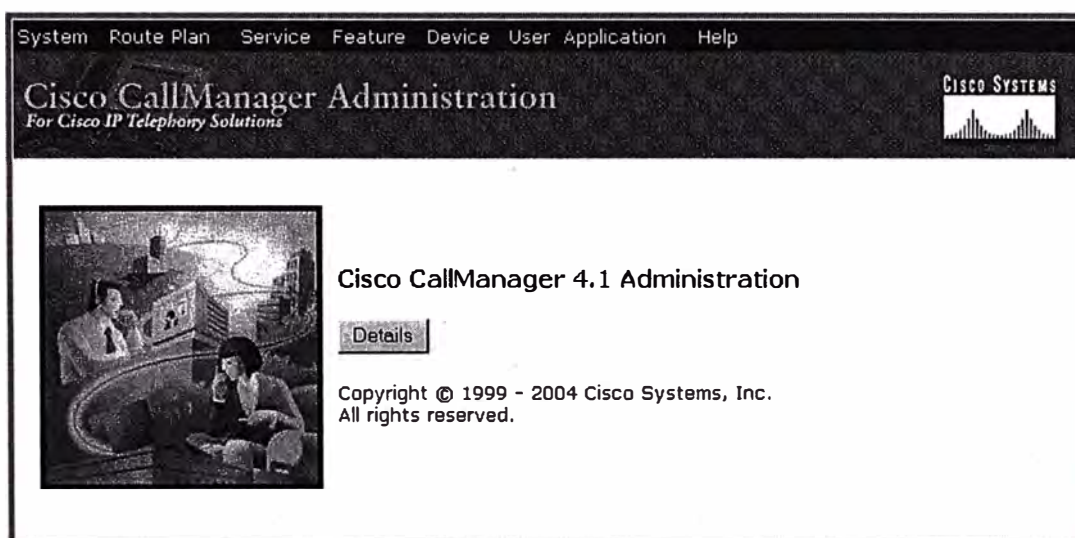 System Route Plan Service Feature Device User Application Help
Cisco CallManager Administration
For Cisco IP Telephony Solutions
CISCO SYSTEMS
Cisco CallManager 4.1 Administration
Details
Copyright © 1999 - 2004 Cisco Systems, Inc.
All rights reserved.